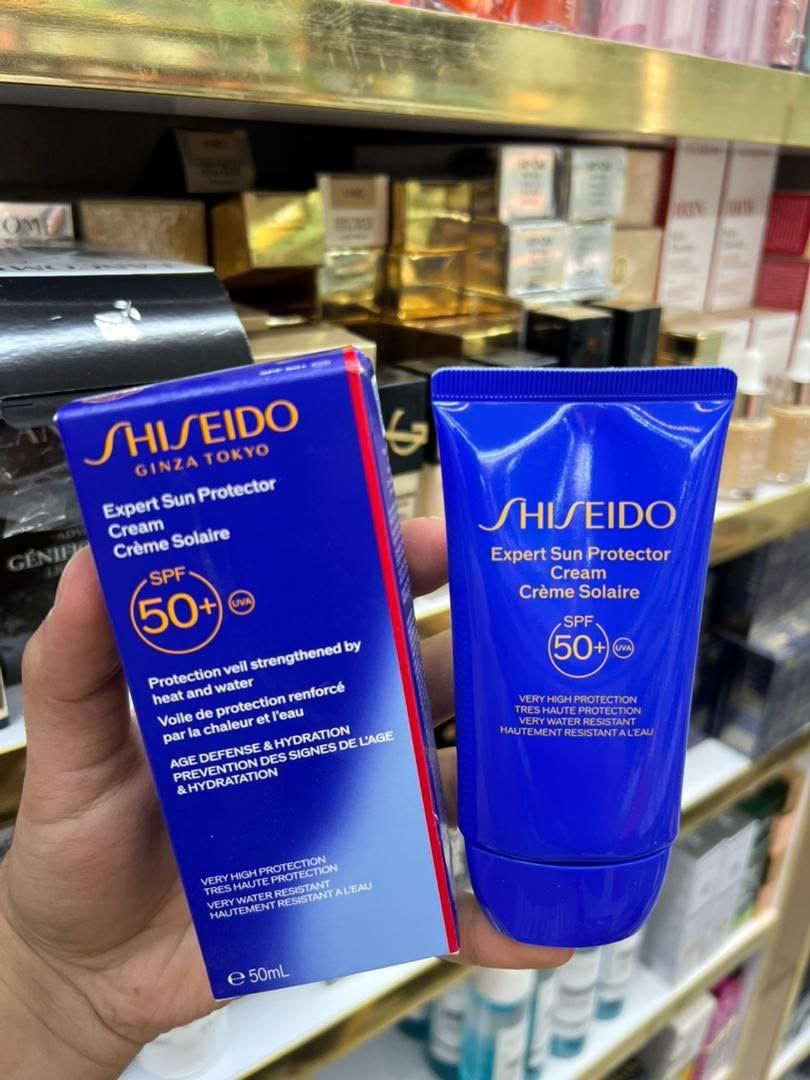 SHISEIDO
GINZA TOKYO
Expert Sun Protector
Cream
Crème Solaire
SPF
50+
UVA
Protection veil strengthened by
heat and water
Voile de protection renforcé
par la chaleur et l'eau
AGE DEFENSE & HYDRATION
PREVENTION DES SIGNES DE L'AGE
& HYDRATATION
VERY HIGH PROTECTION
TRES HAUTE PROTECTION
VERY WATER RESISTANT
HAUTEMENT RESISTANT A L'EAU
℮ 50mL
SHISEIDO
Expert Sun Protector
Cream
Crème Solaire
SPF
50+
UVA
VERY HIGH PROTECTION
TRES HAUTE PROTECTION
VERY WATER RESISTANT
HAUTEMENT RESISTANT A L'EAU